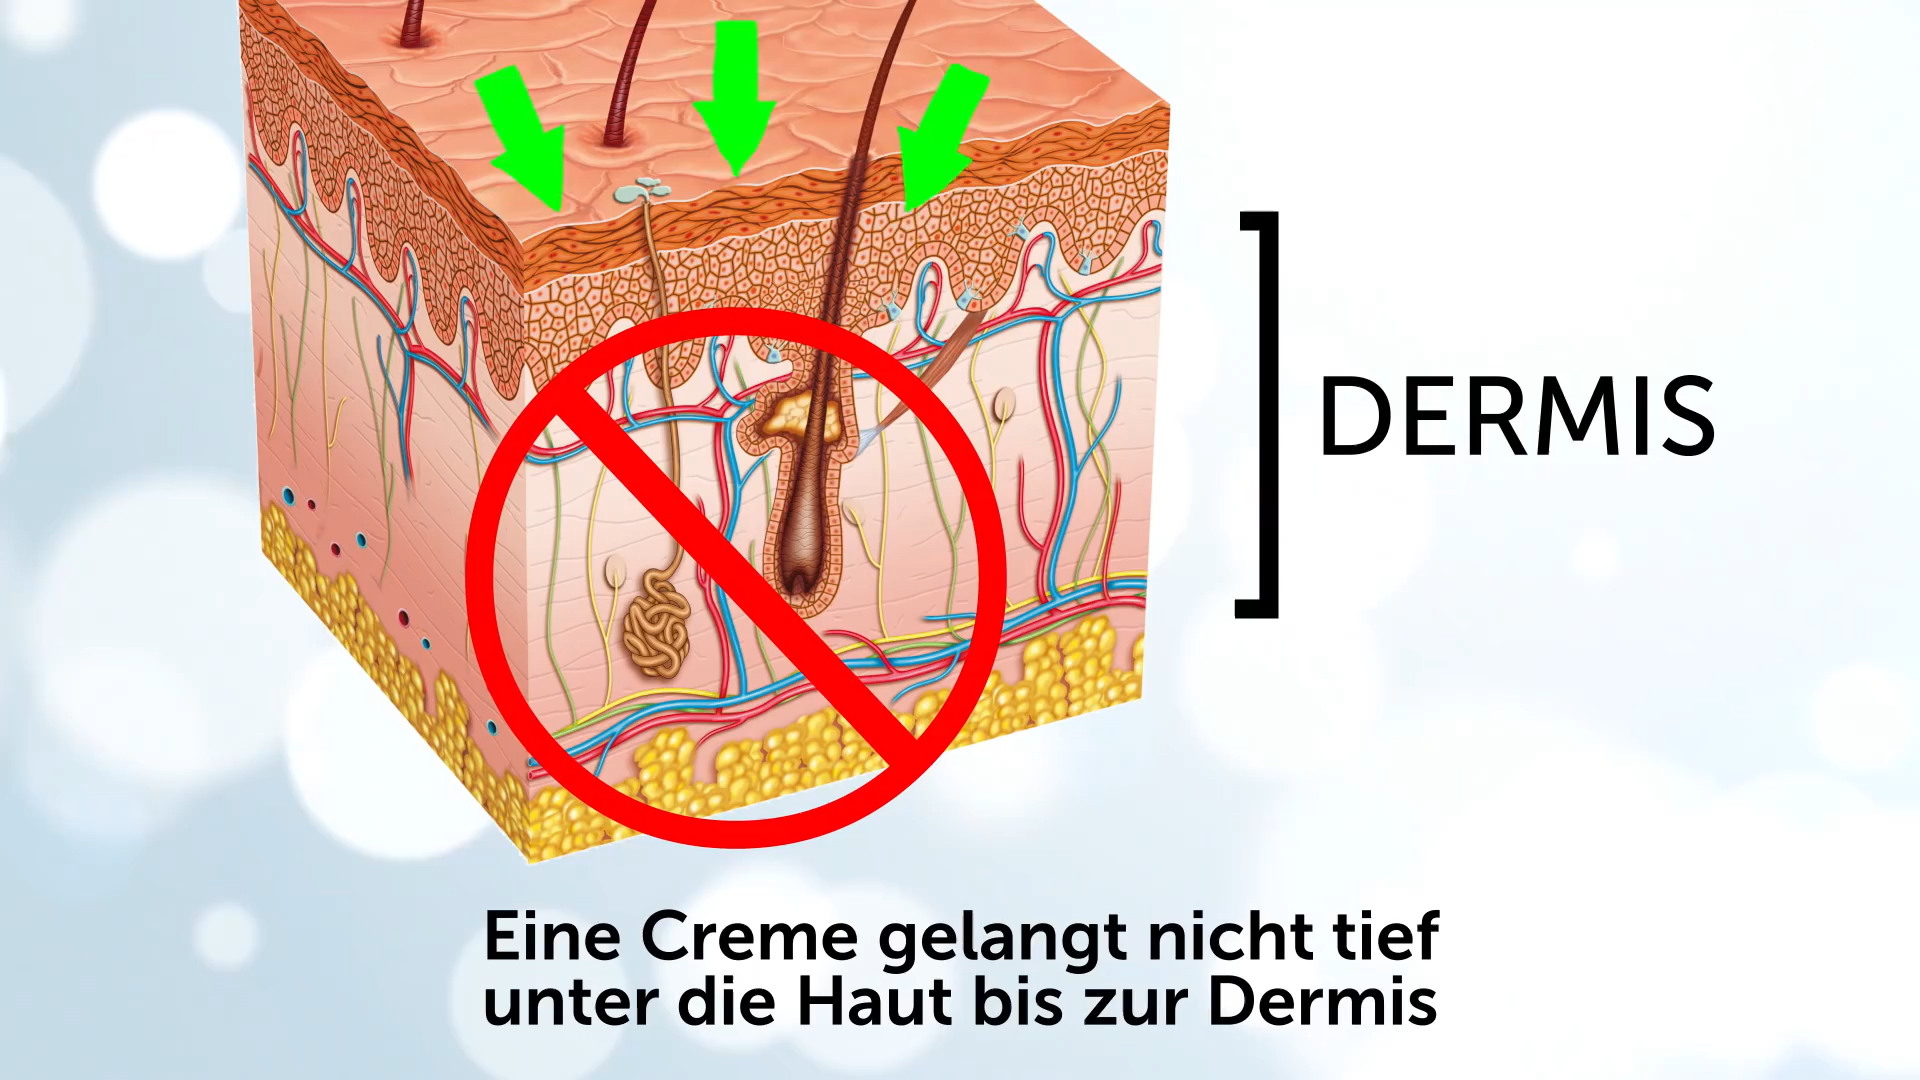 DERMIS
Eine Creme gelangt nicht tief
unter die Haut bis zur Dermis